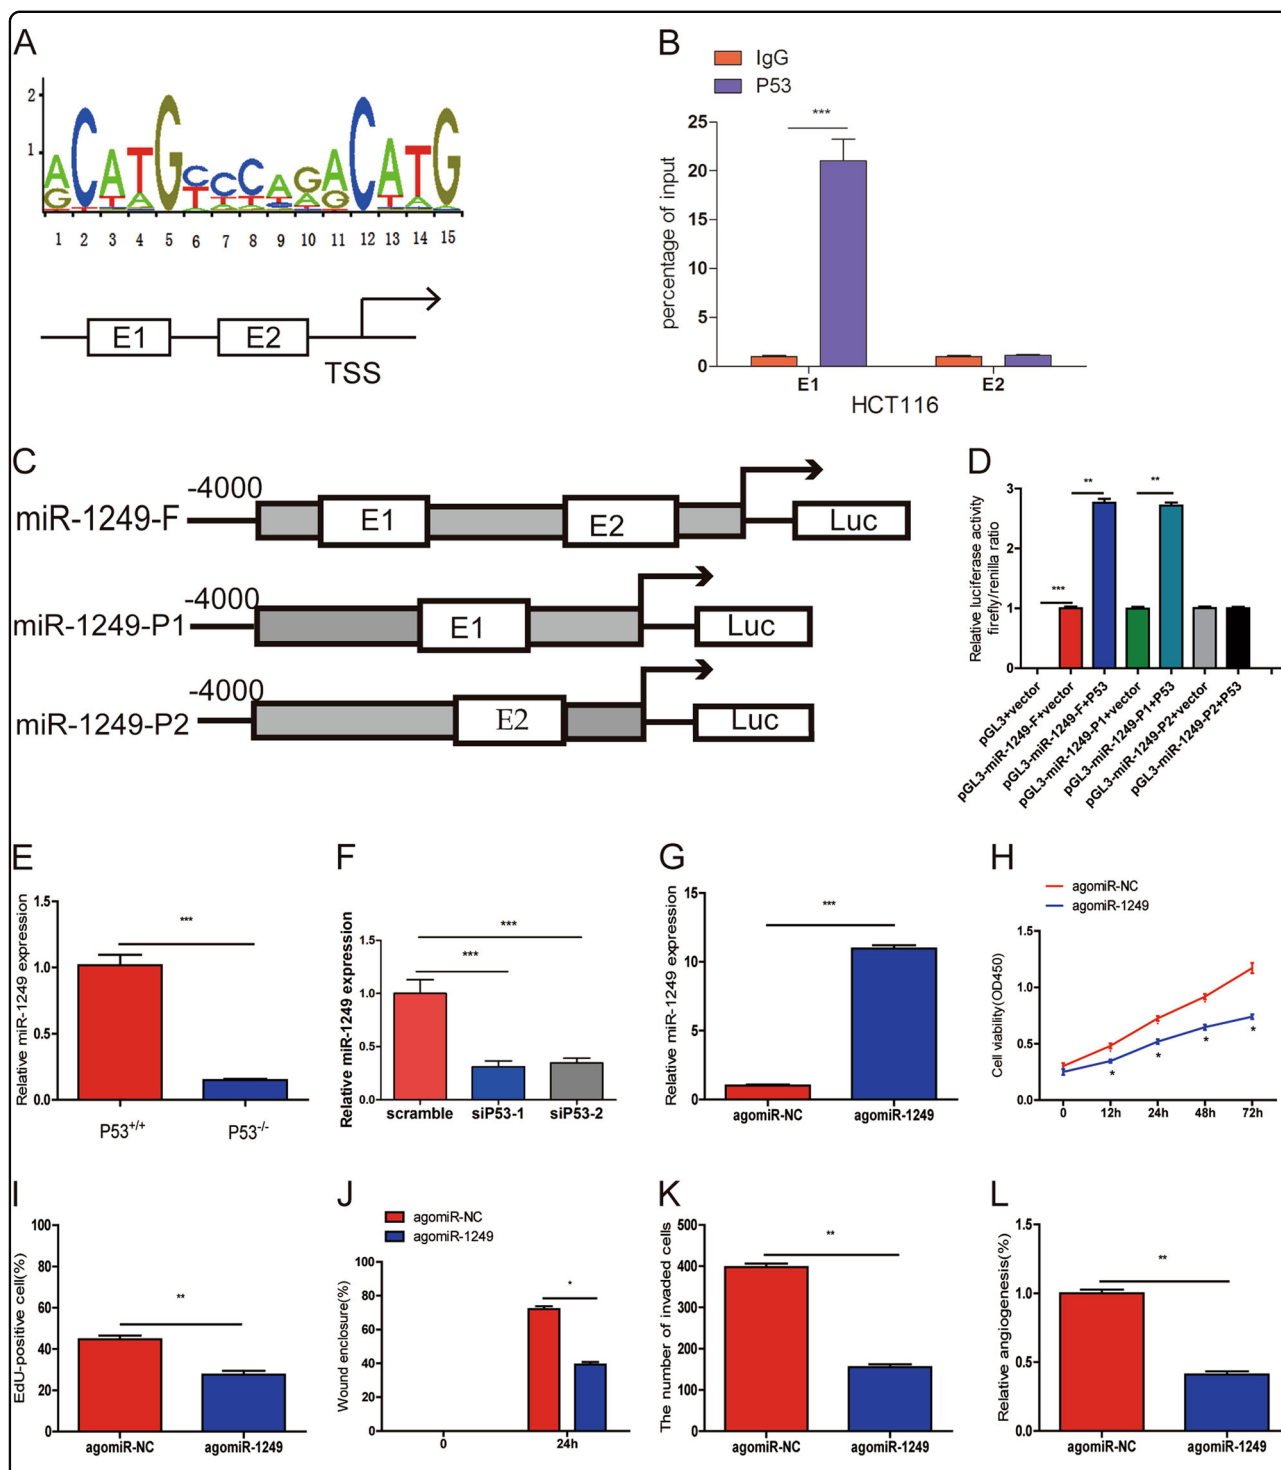 A
2
1
A C A T G C C C A G A C A T G
G T A T T T A G T A
1 2 3 4 5 6 7 8 9 10 11 12 13 14 15
E1 E2
TSS
B
IgG
P53
***
25
20
15
10
5
0
percentage of input
E1 E2
HCT116
C
-4000
miR-1249-F E1 E2 Luc
-4000
miR-1249-P1 E1 Luc
-4000
miR-1249-P2 E2 Luc
D
Relative luciferase activity
firefly/renilla ratio
3
2
1
0
***
**
**
pGL3+vector
pGL3-miR-1249-F+vector
pGL3-miR-1249-F+P53
pGL3-miR-1249-P1+vector
pGL3-miR-1249-P1+P53
pGL3-miR-1249-P2+vector
pGL3-miR-1249-P2+P53
E
Relative miR-1249 expression
1.5
1.0
0.5
0.0
***
P53+/+ P53-/-
F
Relative miR-1249 expression
1.5
1.0
0.5
0.0
***
***
scramble siP53-1 siP53-2
G
Relative miR-1249 expression
15
10
5
0
***
agomiR-NC agomiR-1249
H
agomiR-NC
agomiR-1249
Cell viability(OD450)
1.5
1.0
0.5
0.0
* * * *
0 12h 24h 48h 72h
I
EdU-positive cell(%)
100
80
60
40
20
0
**
agomiR-NC agomiR-1249
J
agomiR-NC
agomiR-1249
Wound enclosure(%)
100
80
60
40
20
0
*
0 24h
K
The number of invaded cells
500
400
300
200
100
0
**
agomiR-NC agomiR-1249
L
Relative angiogenesis(%)
1.5
1.0
0.5
0.0
**
agomiR-NC agomiR-1249